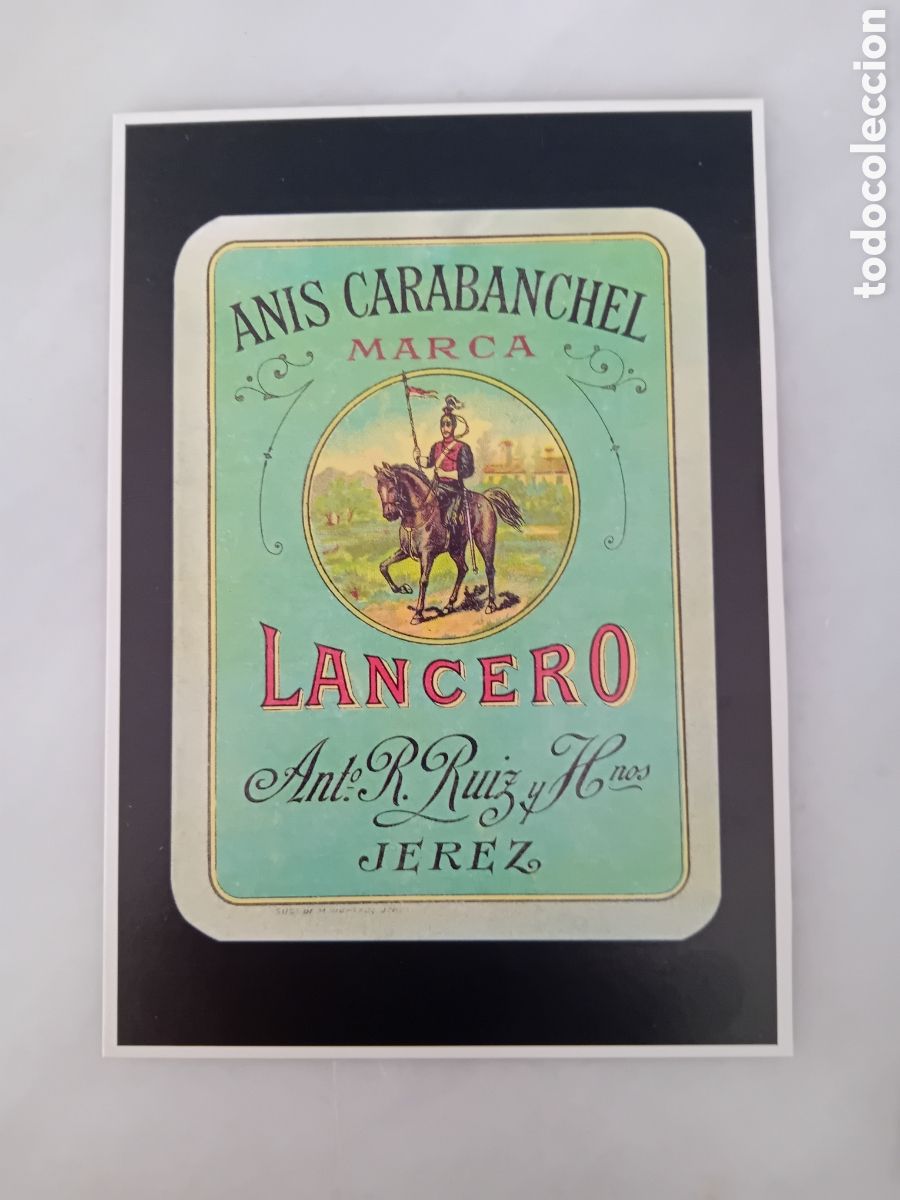 ANIS CARABANCHEL
MARCA
LANCERO
Antº. R. Ruiz y Hnos
JEREZ
todocoleccion